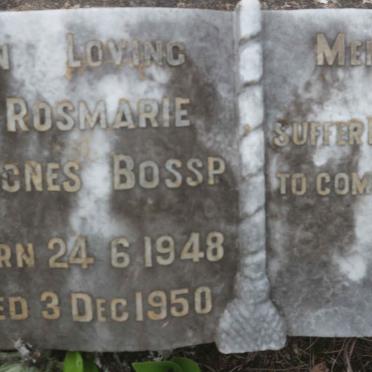 N LOVING
ROSMARIE
GNES BOSSP
RN 24 6 1948
ED 3 DEC 1950
ME
SUFFER
TO COM